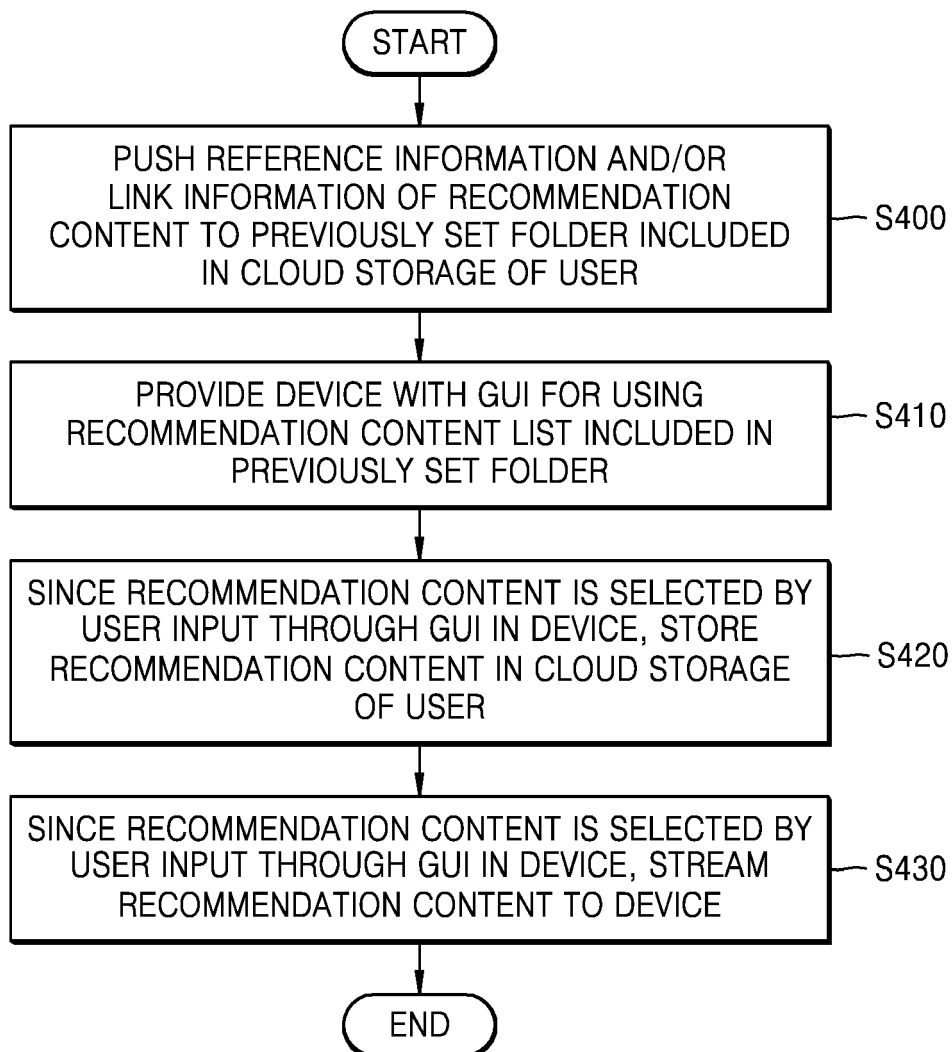 START
PUSH REFERENCE INFORMATION AND/OR
LINK INFORMATION OF RECOMMENDATION
CONTENT TO PREVIOUSLY SET FOLDER INCLUDED
IN CLOUD STORAGE OF USER
S400
PROVIDE DEVICE WITH GUI FOR USING
RECOMMENDATION CONTENT LIST INCLUDED IN
PREVIOUSLY SET FOLDER
S410
SINCE RECOMMENDATION CONTENT IS SELECTED BY
USER INPUT THROUGH GUI IN DEVICE, STORE
RECOMMENDATION CONTENT IN CLOUD STORAGE
OF USER
S420
SINCE RECOMMENDATION CONTENT IS SELECTED BY
USER INPUT THROUGH GUI IN DEVICE, STREAM
RECOMMENDATION CONTENT TO DEVICE
S430
END